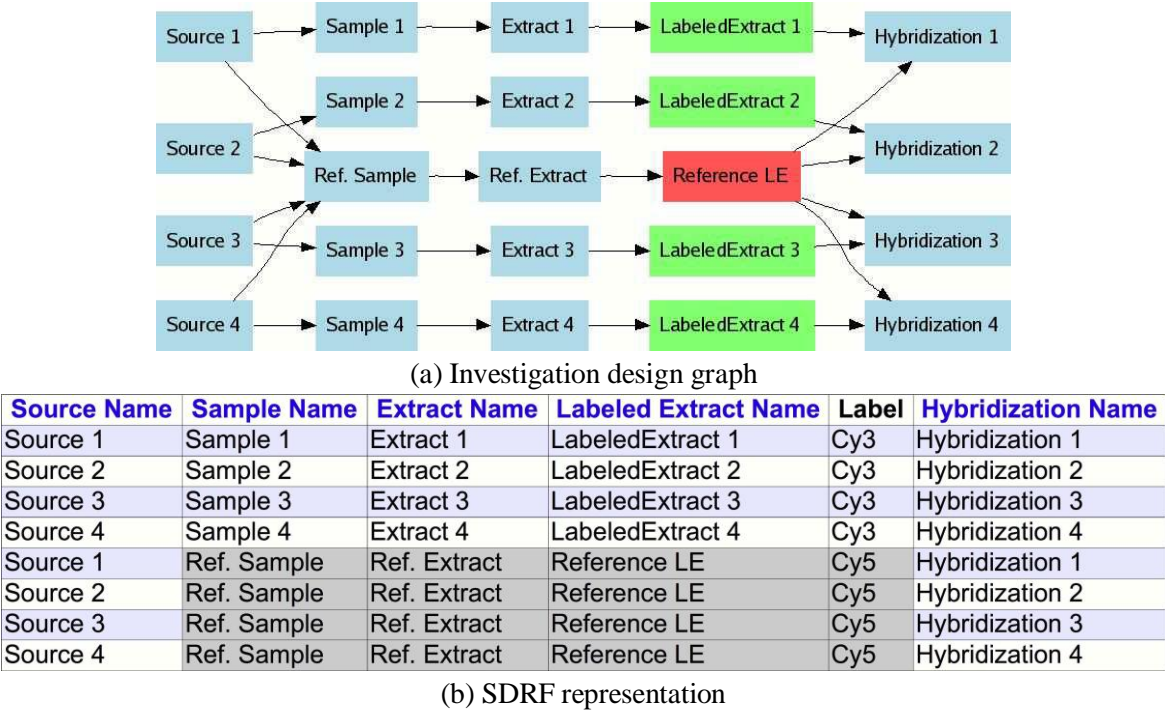 Source 1 Sample 1 Extract 1 LabeledExtract 1 Hybridization 1
Sample 2 Extract 2 LabeledExtract 2
Source 2 Hybridization 2
Ref. Sample Ref. Extract Reference LE
Source 3 Sample 3 Extract 3 LabeledExtract 3 Hybridization 3
Source 4 Sample 4 Extract 4 LabeledExtract 4 Hybridization 4
(a) Investigation design graph
Source Name Sample Name Extract Name Labeled Extract Name Label Hybridization Name
Source 1 Sample 1 Extract 1 LabeledExtract 1 Cy3 Hybridization 1
Source 2 Sample 2 Extract 2 LabeledExtract 2 Cy3 Hybridization 2
Source 3 Sample 3 Extract 3 LabeledExtract 3 Cy3 Hybridization 3
Source 4 Sample 4 Extract 4 LabeledExtract 4 Cy3 Hybridization 4
Source 1 Ref. Sample Ref. Extract Reference LE Cy5 Hybridization 1
Source 2 Ref. Sample Ref. Extract Reference LE Cy5 Hybridization 2
Source 3 Ref. Sample Ref. Extract Reference LE Cy5 Hybridization 3
Source 4 Ref. Sample Ref. Extract Reference LE Cy5 Hybridization 4
(b) SDRF representation